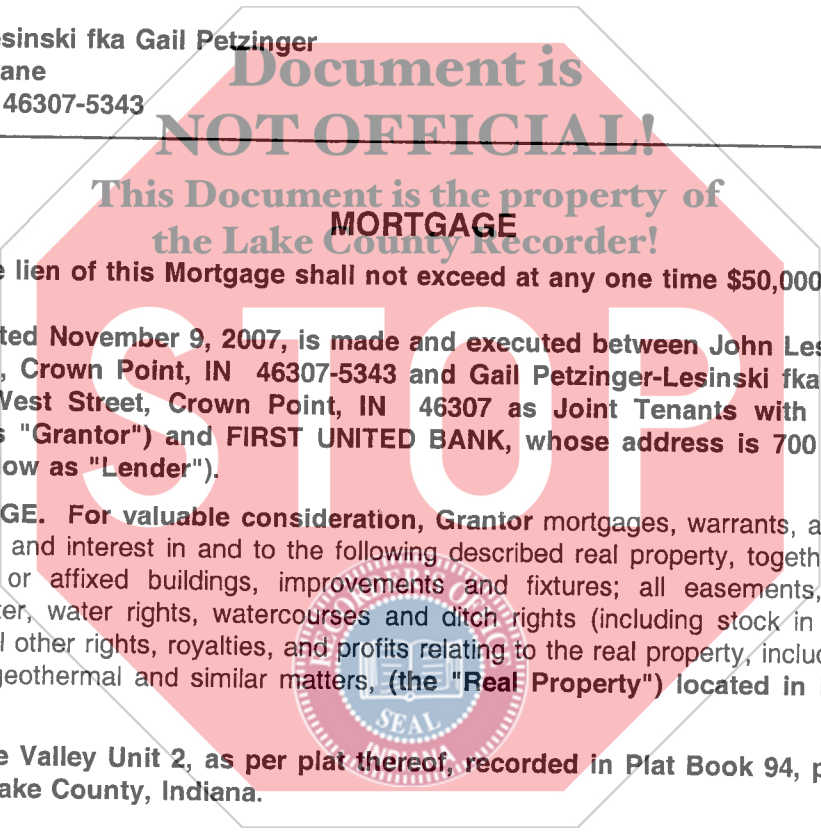 esinski fka Gail Petzinger
ane
46307-5343
Document is
NOT OFFICIAL!
This Document is the property of
the Lake County Recorder!
MORTGAGE
e lien of this Mortgage shall not exceed at any one time $50,000
ted November 9, 2007, is made and executed between John Les
, Crown Point, IN 46307-5343 and Gail Petzinger-Lesinski fka
West Street, Crown Point, IN 46307 as Joint Tenants with
s "Grantor") and FIRST UNITED BANK, whose address is 700
ow as "Lender").
GE. For valuable consideration, Grantor mortgages, warrants, a
and interest in and to the following described real property, togeth
or affixed buildings, improvements and fixtures; all easements,
ter, water rights, watercourses and ditch rights (including stock in
l other rights, royalties, and profits relating to the real property, inclu
geothermal and similar matters, (the "Real Property") located in
e Valley Unit 2, as per plat thereof, recorded in Plat Book 94, p
ake County, Indiana.
STOP
SEAL
INDIANA